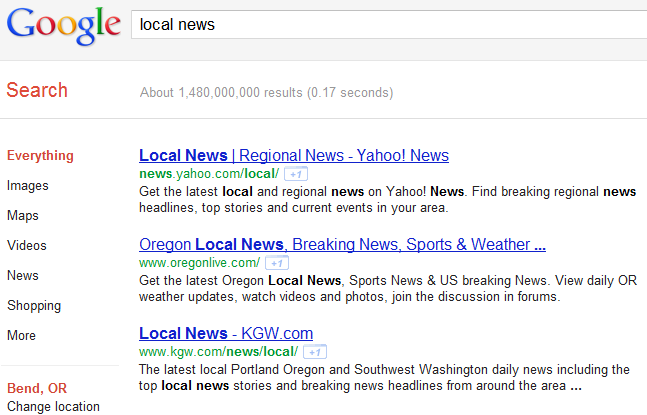 Google
local news
Search
About 1,480,000,000 results (0.17 seconds)
Everything
Images
Maps
Videos
News
Shopping
More
Bend, OR
Change location
Local News | Regional News - Yahoo! News
news.yahoo.com/local/ +1
Get the latest local and regional news on Yahoo! News. Find breaking regional news
headlines, top stories and current events in your area.
Oregon Local News, Breaking News, Sports & Weather ...
www.oregonlive.com/ +1
Get the latest Oregon Local News, Sports News & US breaking News. View daily OR
weather updates, watch videos and photos, join the discussion in forums.
Local News - KGW.com
www.kgw.com/news/local/ +1
The latest local Portland Oregon and Southwest Washington daily news including the
top local news stories and breaking news headlines from around the area ...